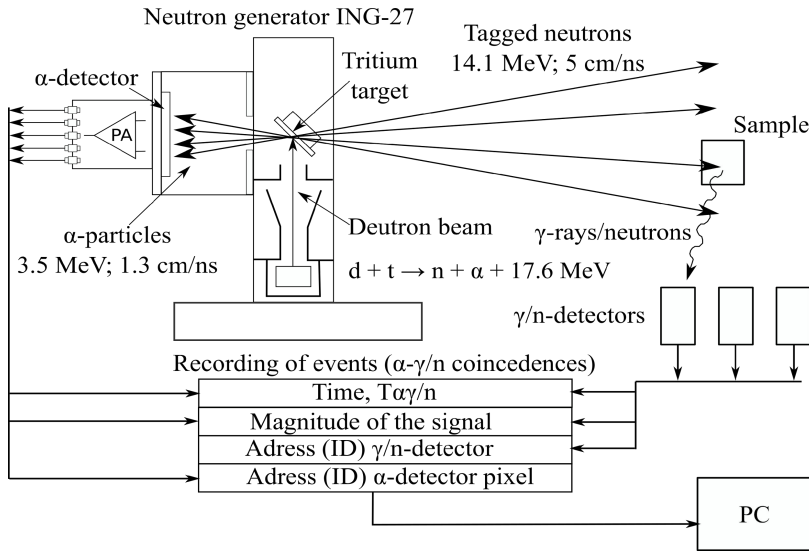 Neutron generator ING-27
α-detector
Tritium
target
Tagged neutrons
14.1 MeV; 5 cm/ns
PA
Sample
α-particles
3.5 MeV; 1.3 cm/ns
Deutron beam
γ-rays/neutrons
d + t → n + α + 17.6 MeV
γ/n-detectors
Recording of events (α-γ/n coincedences)
Time, Tαγ/n
Magnitude of the signal
Adress (ID) γ/n-detector
Adress (ID) α-detector pixel
PC